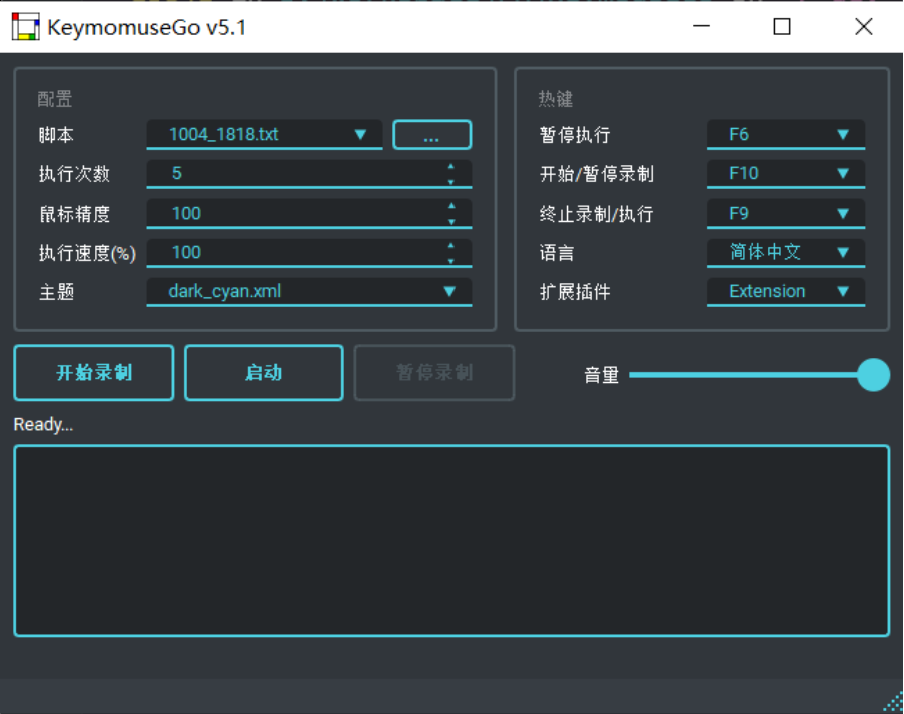 KeymomuseGo v5.1
配置
脚本 1004_1818.txt ...
执行次数 5
鼠标精度 100
执行速度(%) 100
主题 dark_cyan.xml
热键
暂停执行 F6
开始/暂停录制 F10
终止录制/执行 F9
语言 简体中文
扩展插件 Extension
开始录制 启动 暂停录制 音量
Ready...